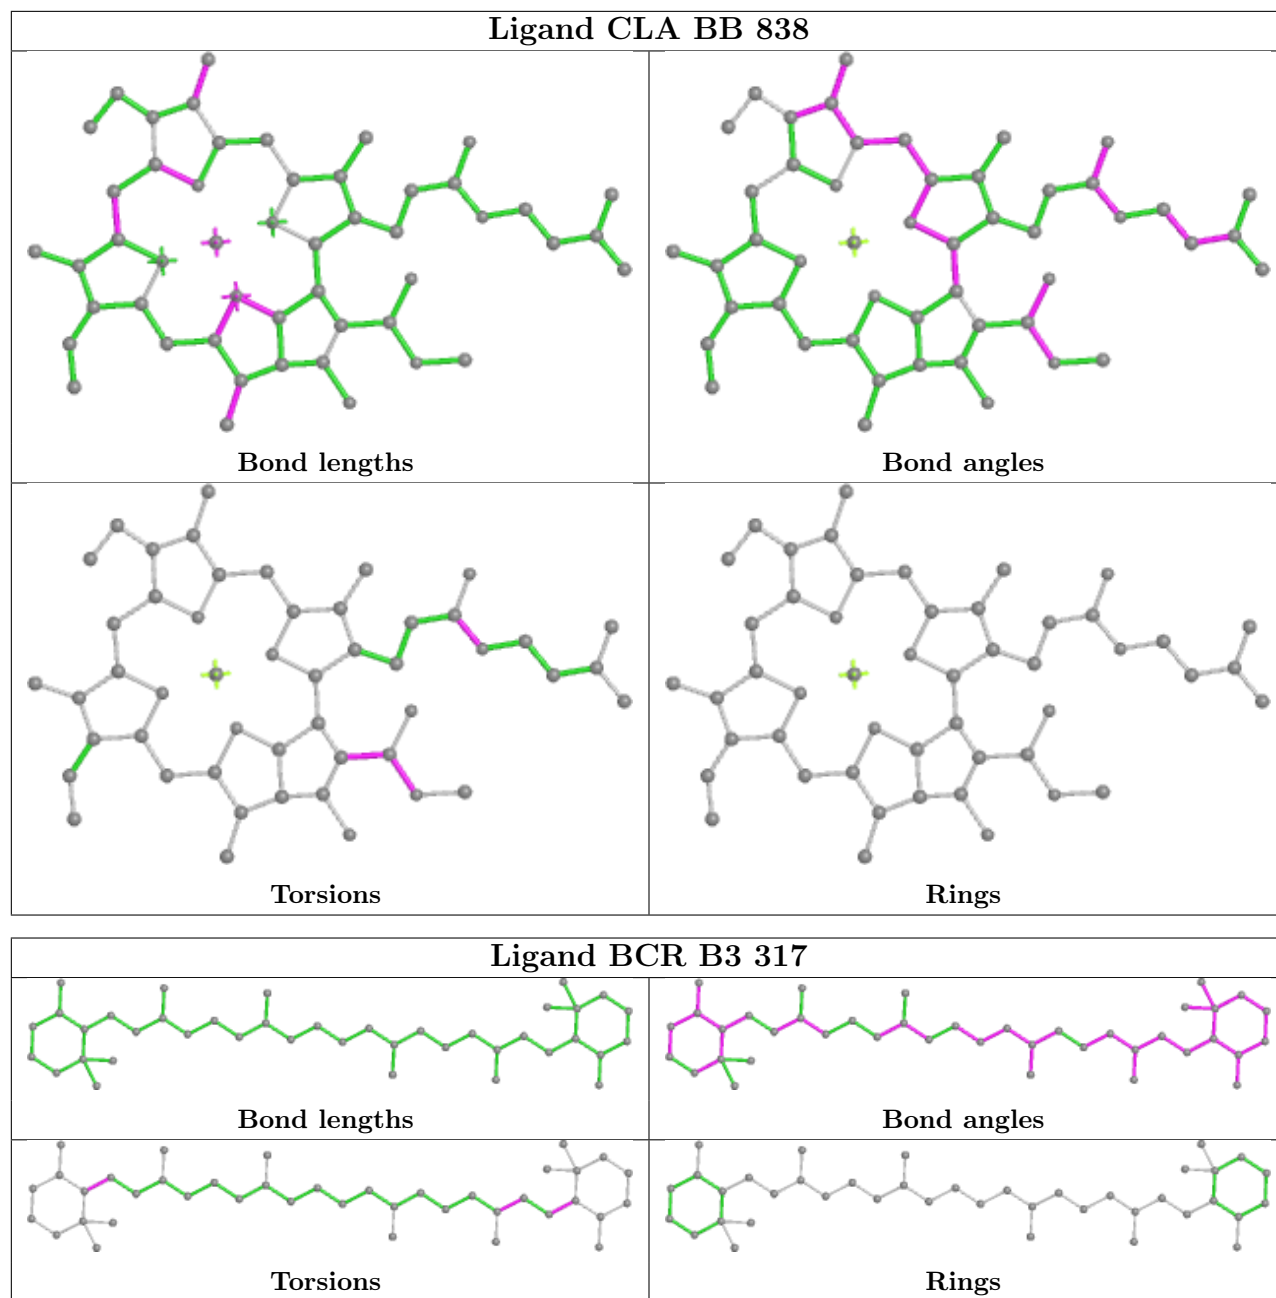 Ligand CLA BB 838
Bond lengths
Bond angles
Torsions
Rings
Ligand BCR B3 317
Bond lengths
Bond angles
Torsions
Rings